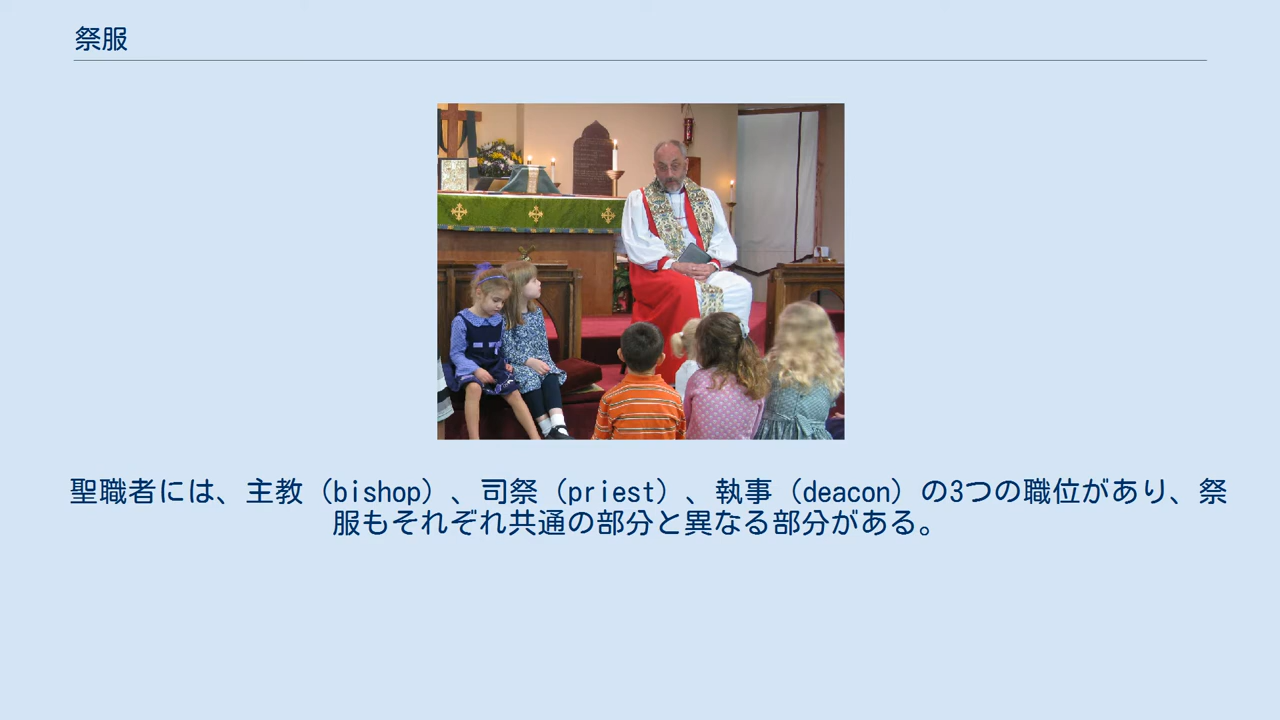 祭服
聖職者には、主教（bishop）、司祭（priest）、執事（deacon）の3つの職位があり、祭
服もそれぞれ共通の部分と異なる部分がある。